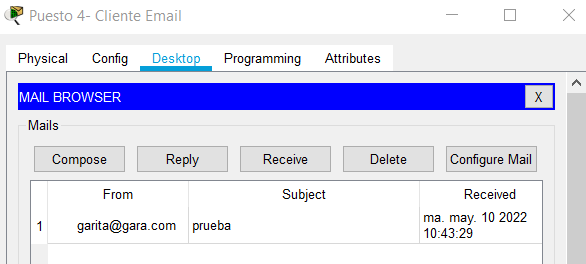 Puesto 4- Cliente Email
Physical Config Desktop Programming Attributes
MAIL BROWSER X
Mails
Compose Reply Receive Delete Configure Mail
From Subject Received
1 garita@gara.com prueba ma. may. 10 2022
10:43:29